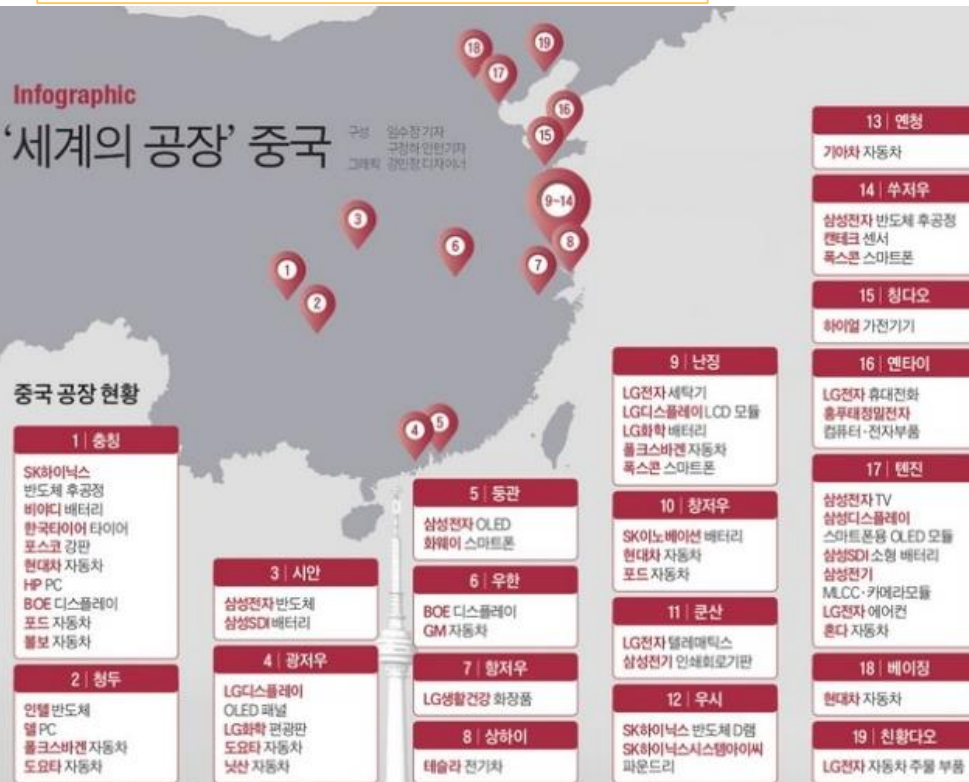 Infographic
‘세계의 공장’ 중국
구성 임수정 기자
구정하 인턴기자
그래픽 강민정 디자이너
18
19
17
16
15
9~14
3
6
8
7
1
2
4
5
중국 공장 현황
1 | 충칭
SK하이닉스
반도체 후공정
비야디 배터리
한국타이어 타이어
포스코 강판
현대차 자동차
HP PC
BOE 디스플레이
포드 자동차
볼보 자동차
2 | 청두
인텔 반도체
델 PC
폴크스바겐 자동차
도요타 자동차
3 | 시안
삼성전자 반도체
삼성SDI 배터리
4 | 광저우
LG디스플레이
OLED 패널
LG화학 편광판
도요타 자동차
닛산 자동차
5 | 둥관
삼성전자 OLED
화웨이 스마트폰
6 | 우한
BOE 디스플레이
GM 자동차
7 | 항저우
LG생활건강 화장품
8 | 상하이
테슬라 전기차
9 | 난징
LG전자 세탁기
LG디스플레이 LCD 모듈
LG화학 배터리
폴크스바겐 자동차
폭스콘 스마트폰
10 | 창저우
SK이노베이션 배터리
현대차 자동차
포드 자동차
11 | 쿤산
LG전자 텔레매틱스
삼성전기 인쇄회로기판
12 | 우시
SK하이닉스 반도체 D램
SK하이닉스시스템아이씨
파운드리
13 | 옌청
기아차 자동차
14 | 쑤저우
삼성전자 반도체 후공정
캔테크 센서
폭스콘 스마트폰
15 | 칭다오
하이얼 가전기기
16 | 옌타이
LG전자 휴대전화
홍푸태정밀전자
컴퓨터·전자부품
17 | 톈진
삼성전자 TV
삼성디스플레이
스마트폰용 OLED 모듈
삼성SDI 소형 배터리
삼성전기
MLCC·카메라모듈
LG전자 에어컨
혼다 자동차
18 | 베이징
현대차 자동차
19 | 친황다오
LG전자 자동차 주물 부품